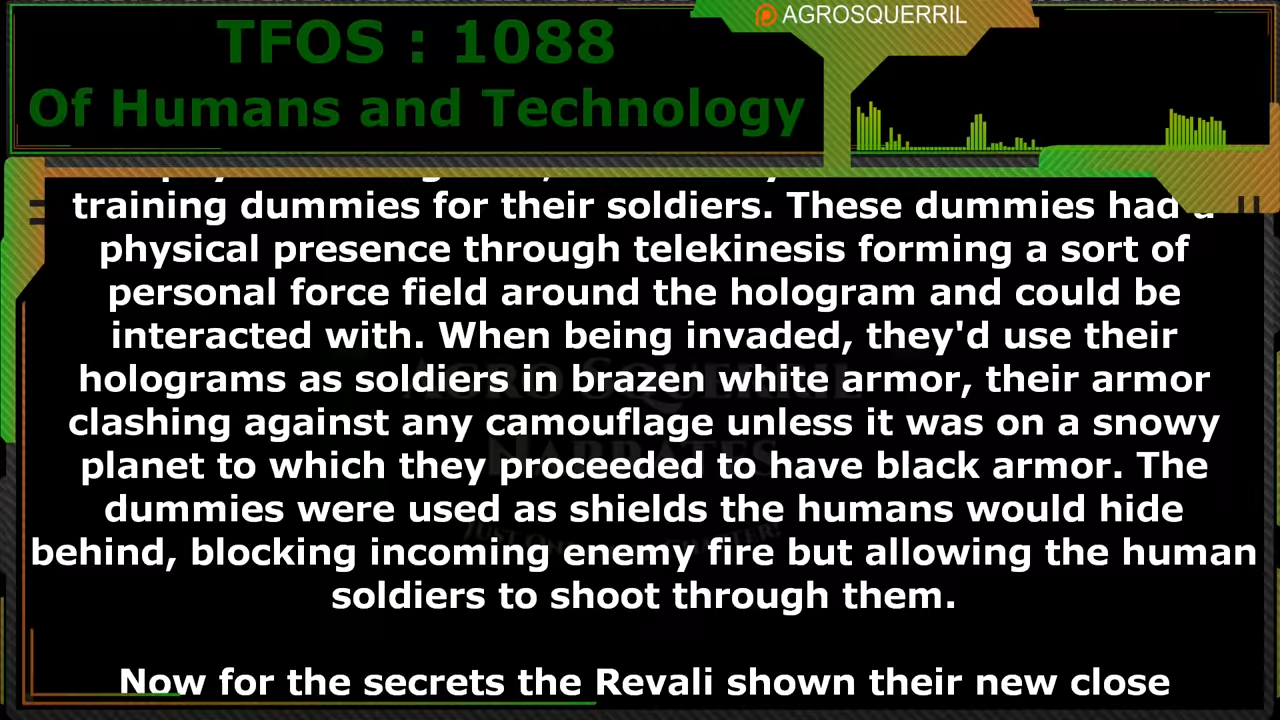 AGROSQUERRIL
TFOS : 1088
Of Humans and Technology
training dummies for their soldiers. These dummies had a
physical presence through telekinesis forming a sort of
personal force field around the hologram and could be
interacted with. When being invaded, they'd use their
holograms as soldiers in brazen white armor, their armor
clashing against any camouflage unless it was on a snowy
planet to which they proceeded to have black armor. The
dummies were used as shields the humans would hide
behind, blocking incoming enemy fire but allowing the human
soldiers to shoot through them.
Now for the secrets the Revali shown their new close
AGRO SQUERRIL
NARRATES